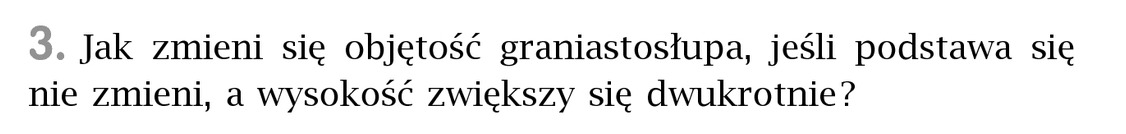 3. Jak zmieni się objętość graniastosłupa, jeśli podstawa się
nie zmieni, a wysokość zwiększy się dwukrotnie?